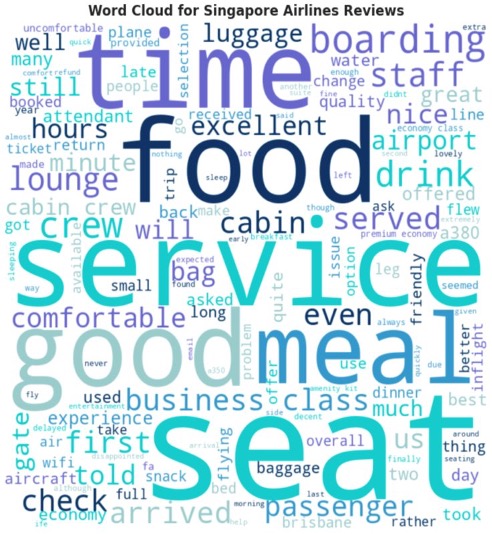 Word Cloud for Singapore Airlines Reviews
uncomfortable
quick
plane
provided
selection
luggage
boarding
extra
well
time
water
staff
many
comfort
refund
late
people
another
suite
enough
change
still
fine
didnt
great
booked
quality
year
attendant
go
received
said
nice
line
almost
hours
excellent
airport
economy class
ticket
return
nothing
lot
left
second
lovely
made
minute
trip
food
sleep
drink
lounge
offered
cabin crew
back
make
though
ask
flew
got
crew
will
cabin
served
a380
premium economy
extremely
available
early
breakfast
issue
option
sleeping
service
seemed
way
expected
bag
small
found
asked
quite
leg
friendly
comfortable
long
even
always
given
better
inflight
good
problem
meal
email
a350
never
offer
use
quickly
due
fly
used
business class
amenity kit
dinner
much
best
entertainment
side
decent
gate
delayed
take
experience
seat
around
thing
first
us
air
disappointed
arrival
flying
overall
finally
seating
wifi
told
fa
baggage
two
day
aircraft
although
snack
bed
last
check
full
morning
passenger
took
economy
arrived
help
brisbane
rather
ife